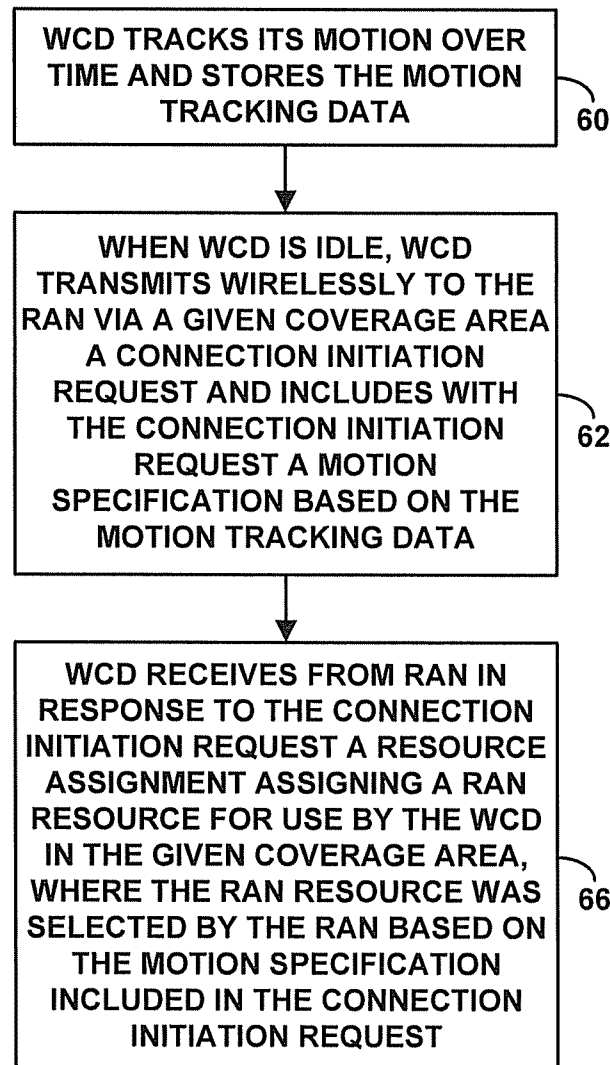 WCD TRACKS ITS MOTION OVER
TIME AND STORES THE MOTION
TRACKING DATA
60
WHEN WCD IS IDLE, WCD
TRANSMITS WIRELESSLY TO THE
RAN VIA A GIVEN COVERAGE AREA
A CONNECTION INITIATION
REQUEST AND INCLUDES WITH
THE CONNECTION INITIATION
REQUEST A MOTION
SPECIFICATION BASED ON THE
MOTION TRACKING DATA
62
WCD RECEIVES FROM RAN IN
RESPONSE TO THE CONNECTION
INITIATION REQUEST A RESOURCE
ASSIGNMENT ASSIGNING A RAN
RESOURCE FOR USE BY THE WCD
IN THE GIVEN COVERAGE AREA,
WHERE THE RAN RESOURCE WAS
SELECTED BY THE RAN BASED ON
THE MOTION SPECIFICATION
INCLUDED IN THE CONNECTION
INITIATION REQUEST
66